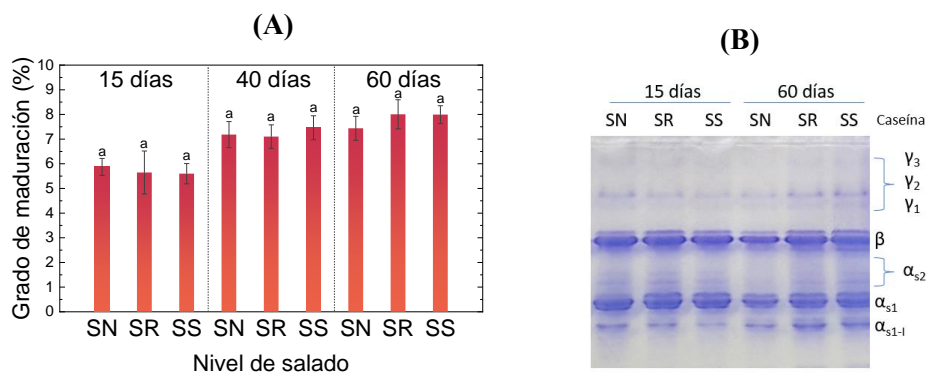 (A)
Grado de maduración (%)
10
9
8
7
6
5
4
3
2
1
0
15 días 40 días 60 días
a a a a a a a a a
SN SR SS SN SR SS SN SR SS
Nivel de salado
(B)
15 días 60 días
SN SR SS SN SR SS Caseína
γ3
γ2
γ1
β
αs2
αs1
αs1-I